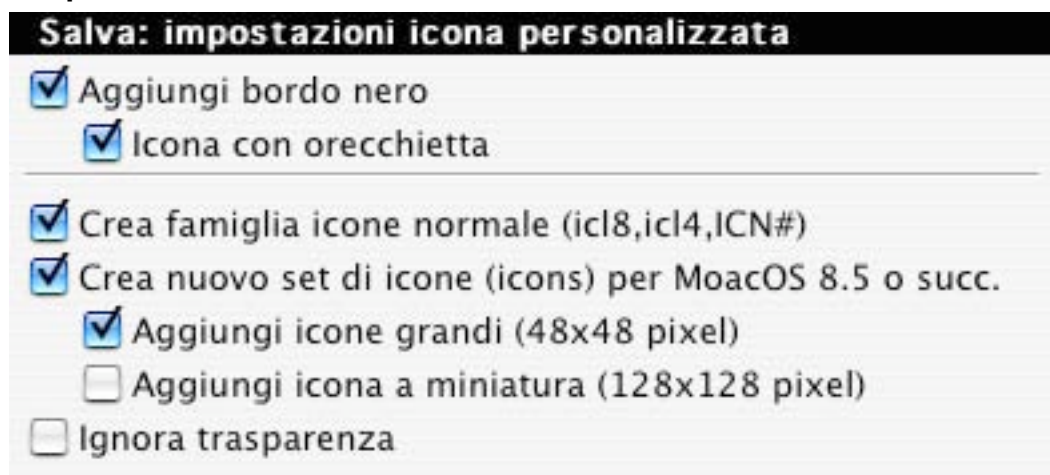 Salva: impostazioni icona personalizzata
Aggiungi bordo nero
Icona con orecchietta
Crea famiglia icone normale (icl8,icl4,ICN#)
Crea nuovo set di icone (icons) per MoacOS 8.5 o succ.
Aggiungi icone grandi (48x48 pixel)
Aggiungi icona a miniatura (128x128 pixel)
Ignora trasparenza